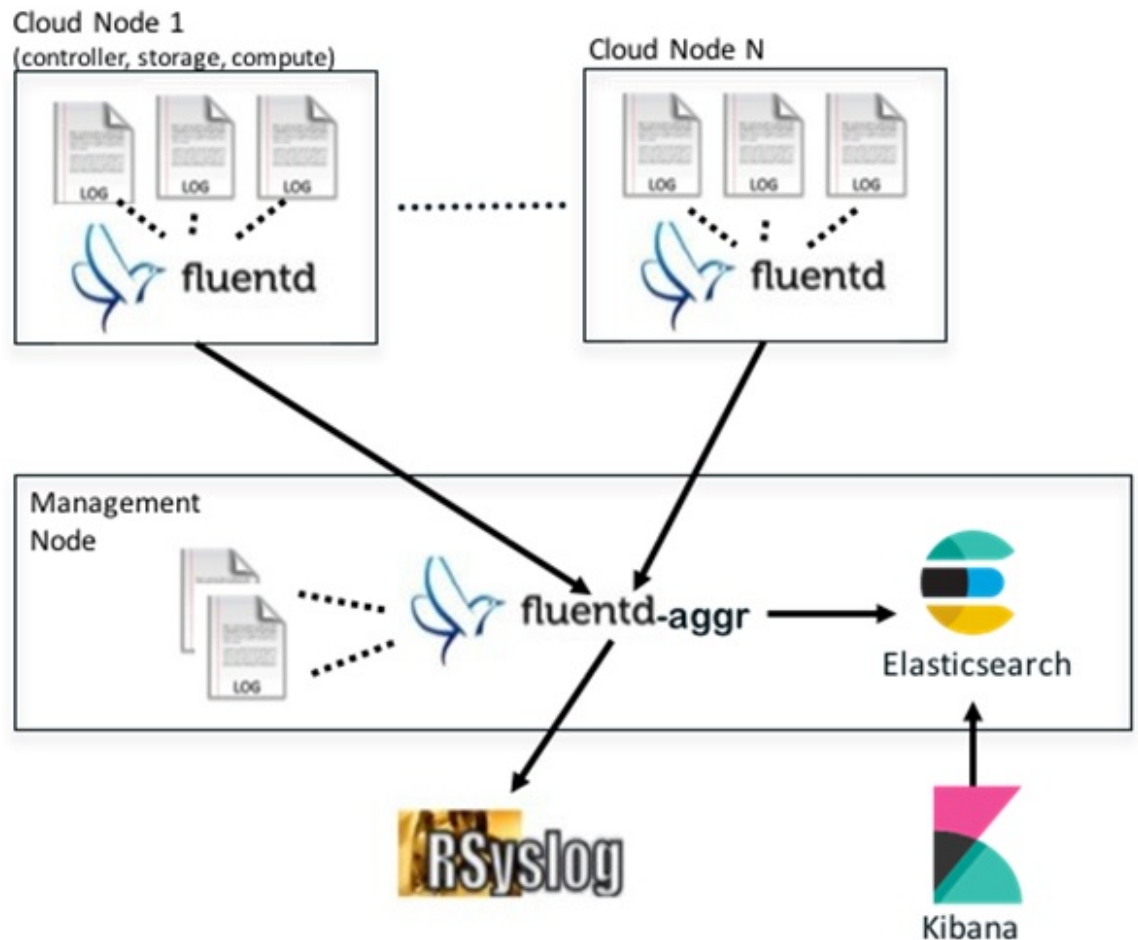 Cloud Node 1
(controller, storage, compute)
Cloud Node N
LOG
LOG
LOG
LOG
LOG
LOG
fluentd
fluentd
Management
Node
fluentd-aggr
LOG
Elasticsearch
RSyslog
Kibana